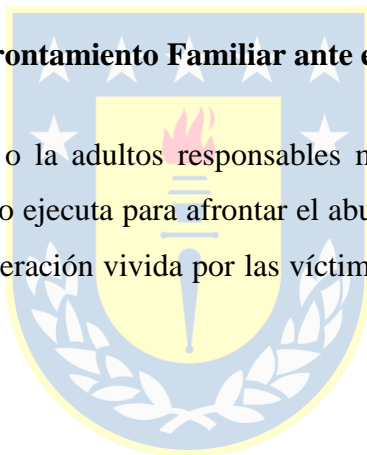 rontamiento Familiar ante e
o la adultos responsables
o ejecuta para afrontar el abu
eración vivida por las víctim